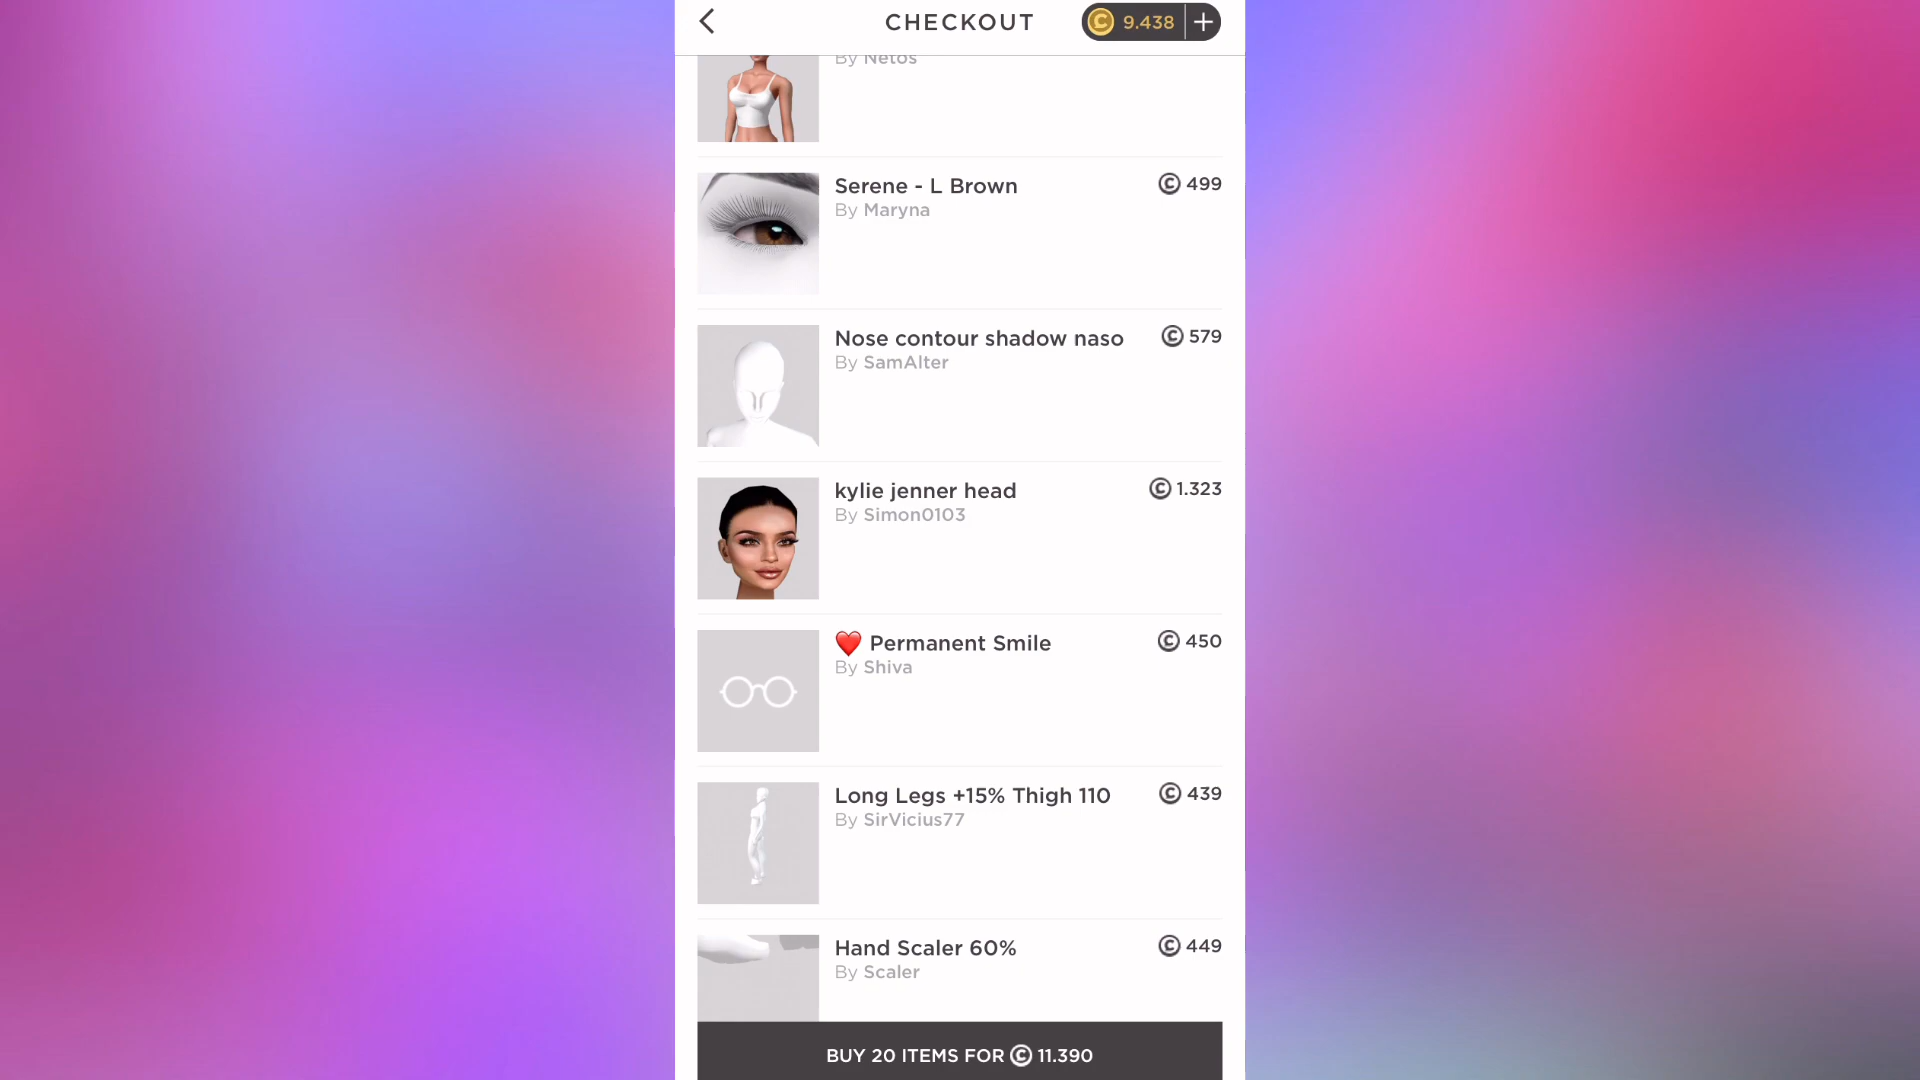 CHECKOUT
9.438
By Netos
Serene - L Brown
499
By Maryna
Nose contour shadow naso
579
By SamAlter
kylie jenner head
1.323
By Simon0103
❤️ Permanent Smile
450
By Shiva
Long Legs +15% Thigh 110
439
By SirVicius77
Hand Scaler 60%
449
By Scaler
BUY 20 ITEMS FOR © 11.390